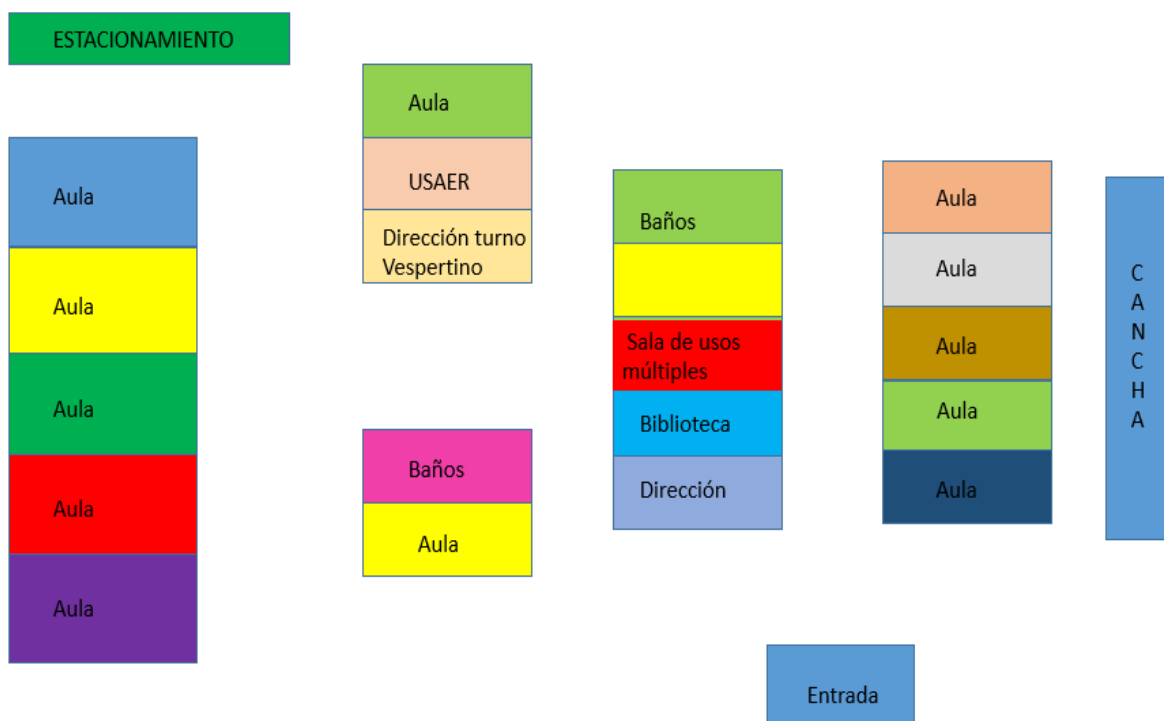 ESTACIONAMIENTO
Aula
Aula
Aula
Aula
Aula
Aula
USAER
Dirección turno
Vespertino
Baños
Aula
Baños
Sala de usos
múltiples
Biblioteca
Dirección
Aula
Aula
Aula
Aula
Aula
C
A
N
C
H
A
Entrada